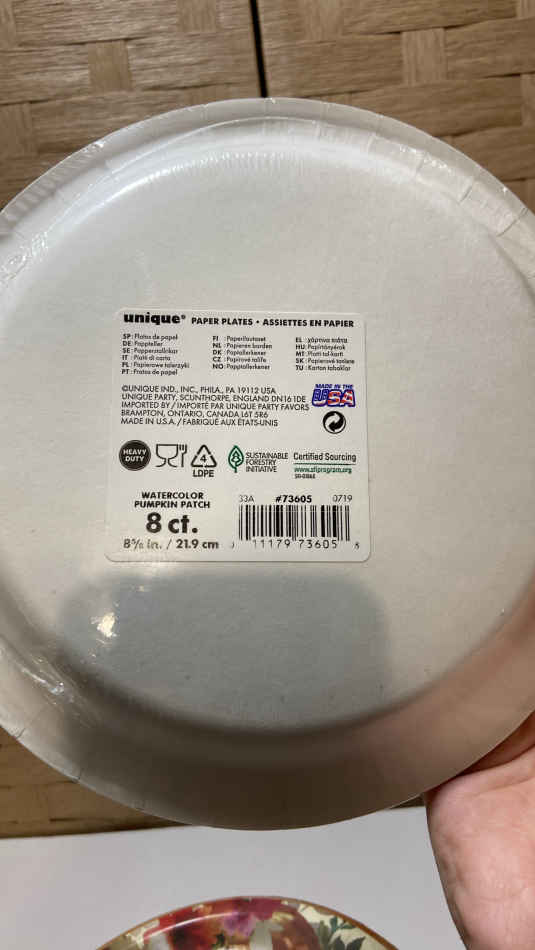 unique® PAPER PLATES • ASSIETTES EN PAPIER
SP: Platos de papel
DE: Pappteller
SE: Papperstallrikar
IT: Piatti di carta
PL: Papierowe talerzyki
PT: Pratos de papel
FI: Paperilautaset
NL: Papieren borden
DK: Paptallerkener
CZ: Papírové talíře
NO: Papptallerkener
EL: χάρτινα πιάτα
HU: Papírtányérok
MT: Platti tal-karti
SK: Papierové taniere
TU: Karton tabaklar
©UNIQUE IND., INC., PHILA., PA 19112 USA
UNIQUE PARTY, SCUNTHORPE, ENGLAND DN16 1DE
IMPORTED BY / IMPORTÉ PAR UNIQUE PARTY FAVORS
BRAMPTON, ONTARIO, CANADA L6T 5R6
MADE IN U.S.A. / FABRIQUÉ AUX ÉTATS-UNIS
MADE IN THE
USA
HEAVY
DUTY
4
LDPE
SUSTAINABLE
FORESTRY
INITIATIVE
Certified Sourcing
www.sfiprogram.org
WATERCOLOR
PUMPKIN PATCH
8 ct.
8⅝ in. / 21.9 cm
33A #73605 0719
0 11179 73605 8